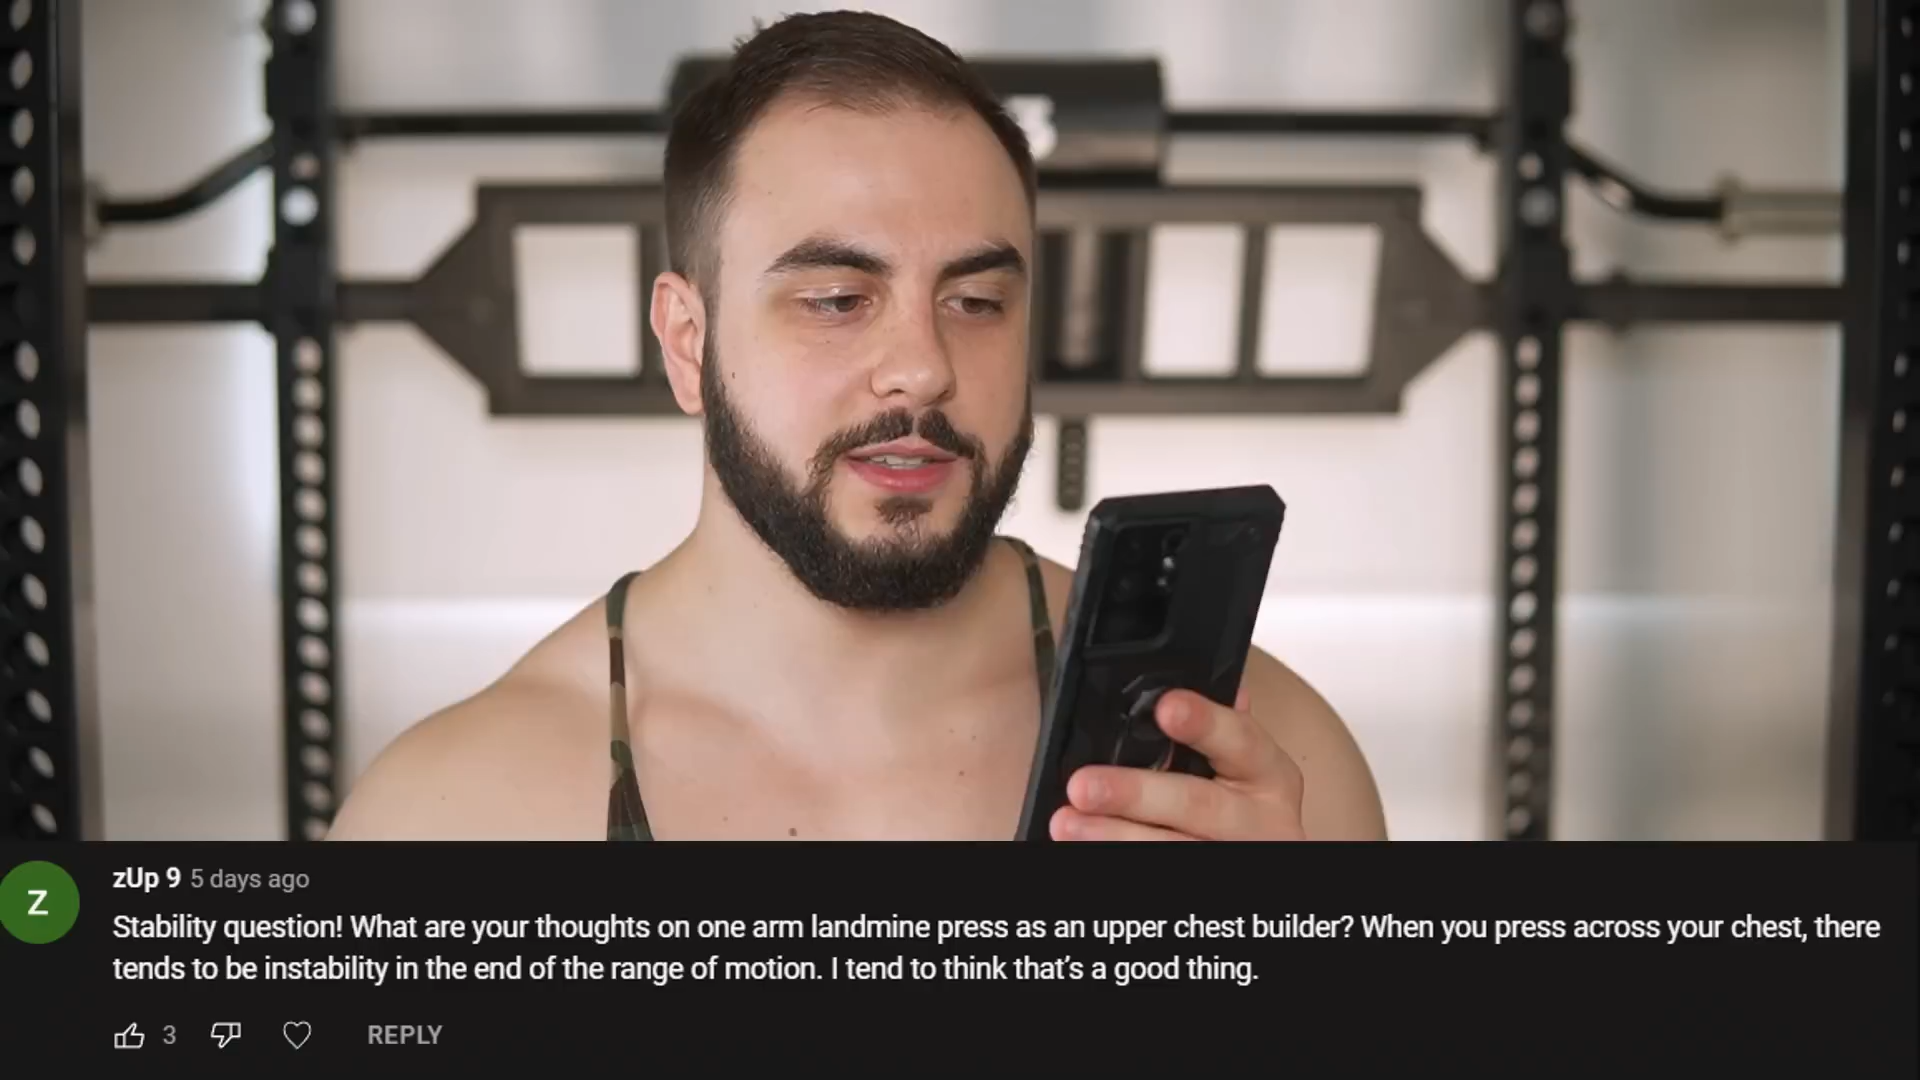 3
Z
zUp 9 5 days ago
Stability question! What are your thoughts on one arm landmine press as an upper chest builder? When you press across your chest, there
tends to be instability in the end of the range of motion. I tend to think that's a good thing.
3 REPLY